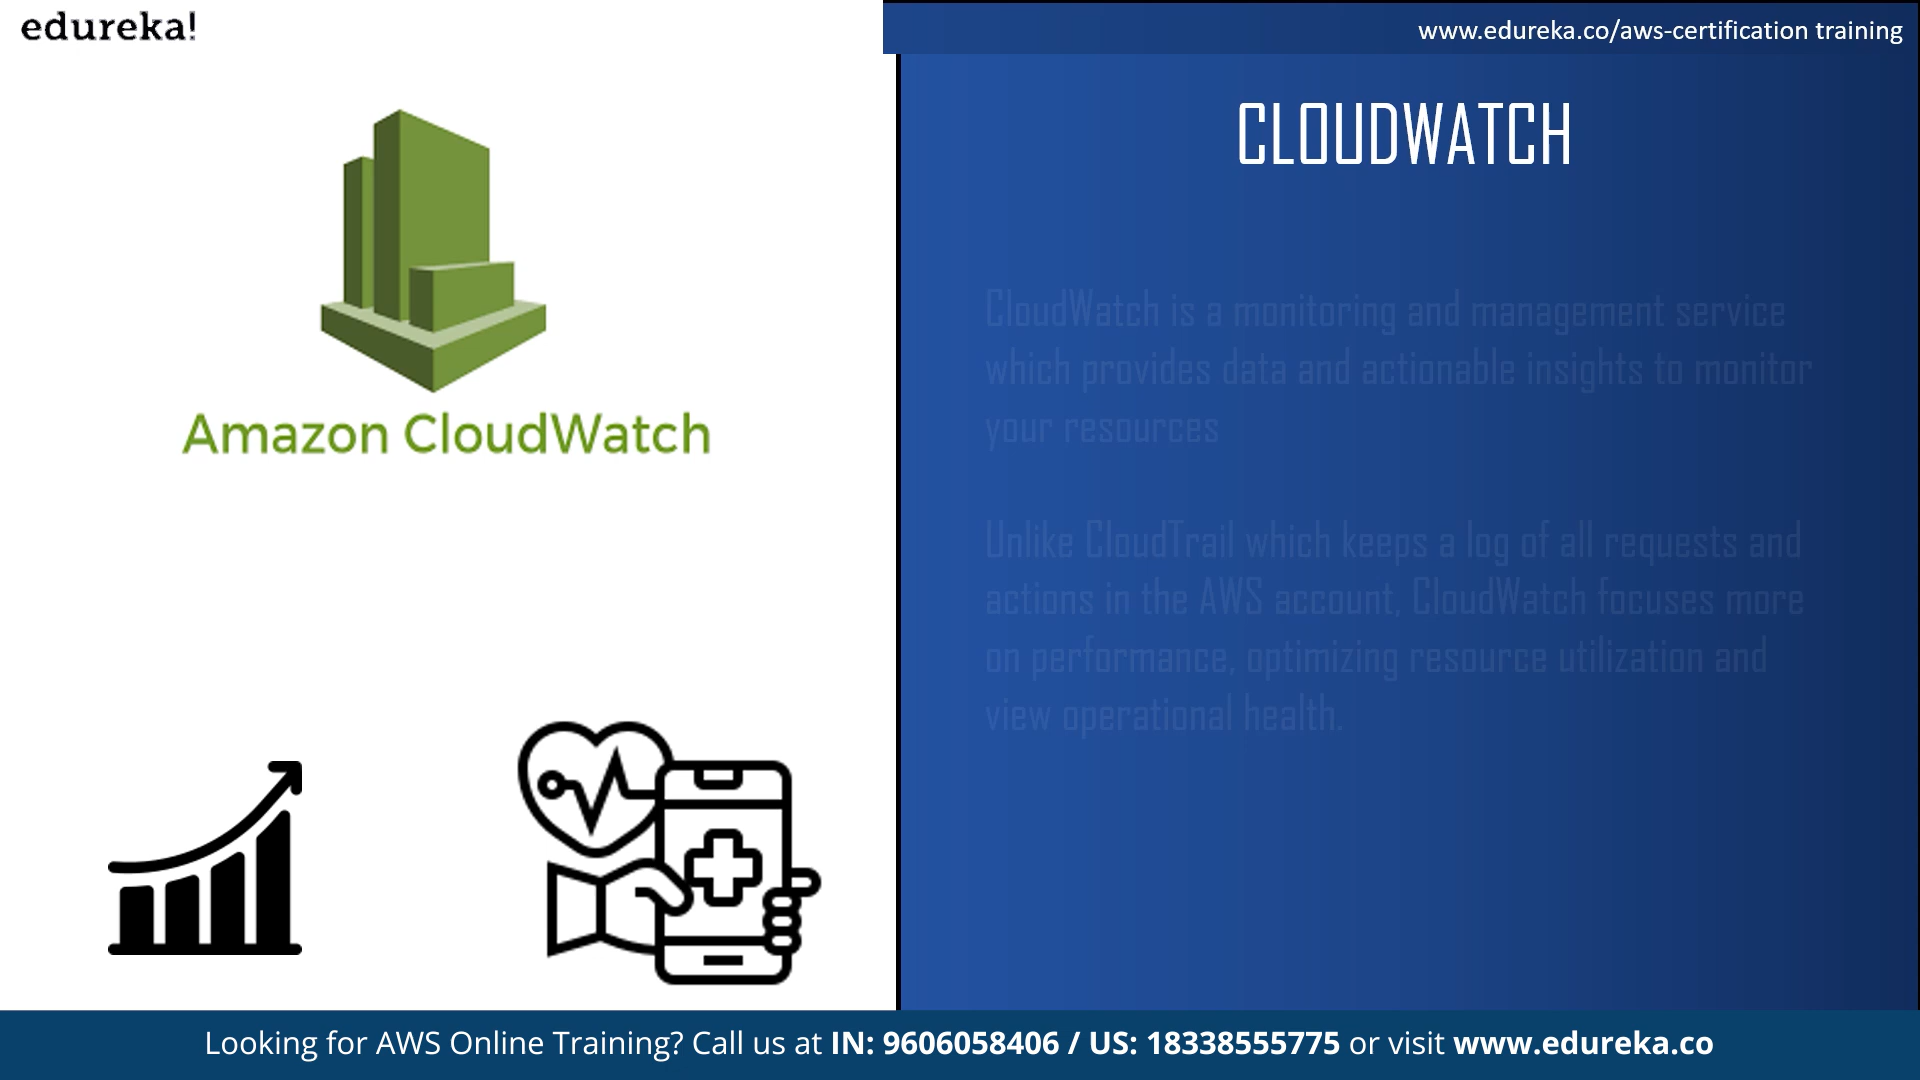 edureka!
www.edureka.co/aws-certification training
Amazon CloudWatch
CLOUDWATCH
CloudWatch is a monitoring and management service
which provides data and actionable insights to monitor
your resources
Unlike CloudTrail which keeps a log of all requests and
actions in the AWS account, CloudWatch focuses more
on performance, optimizing resource utilization and
view operational health.
Looking for AWS Online Training? Call us at IN: 9606058406 / US: 18338555775 or visit www.edureka.co